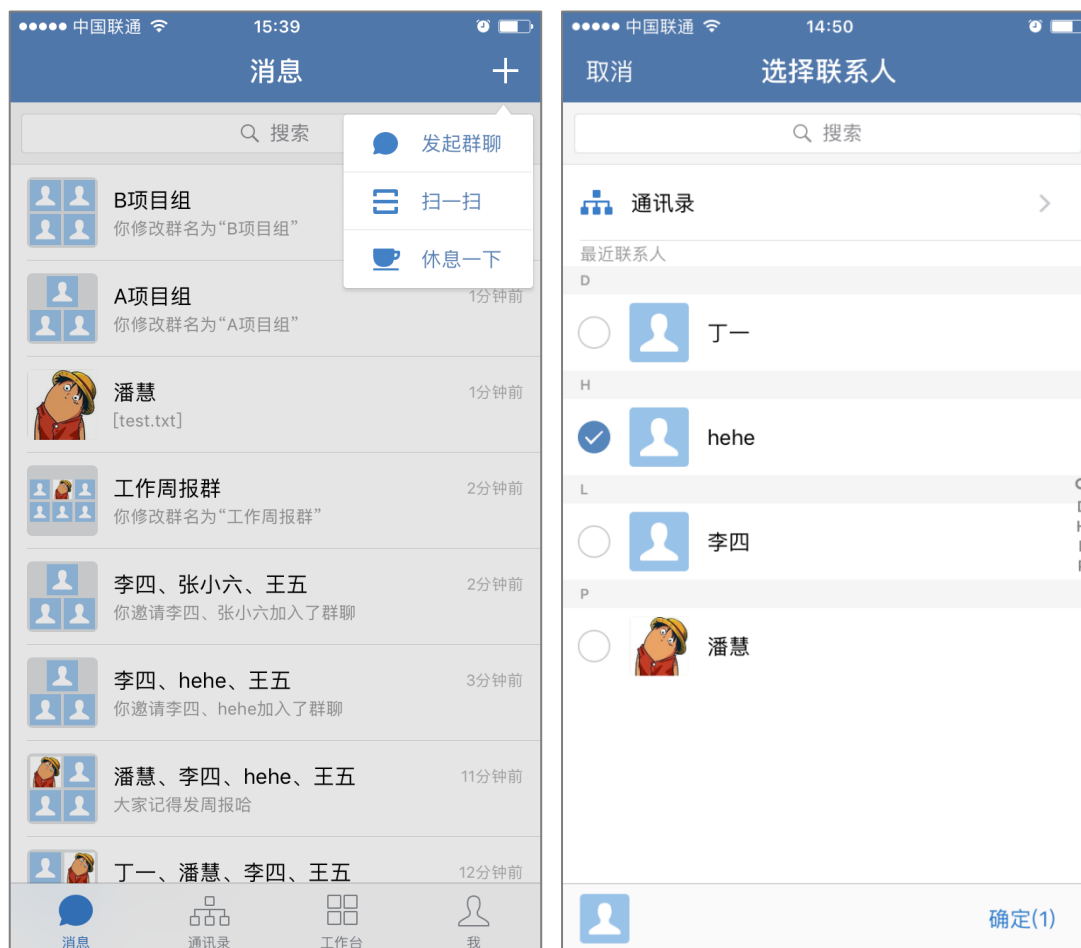 中国联通
15:39
消息
搜索
发起群聊
扫一扫
休息一下
B项目组
你修改群名为“B项目组”
A项目组
1分钟前
你修改群名为“A项目组”
潘慧
1分钟前
[test.txt]
工作周报群
2分钟前
你修改群名为“工作周报群”
李四、张小六、王五
2分钟前
你邀请李四、张小六加入了群聊
李四、hehe、王五
3分钟前
你邀请李四、hehe加入了群聊
潘慧、李四、hehe、王五
11分钟前
大家记得发周报哈
丁一、潘慧、李四、王五
12分钟前
消息
通讯录
工作台
我
中国联通
14:50
取消
选择联系人
搜索
通讯录
最近联系人
D
丁一
H
hehe
L
李四
P
潘慧
确定(1)